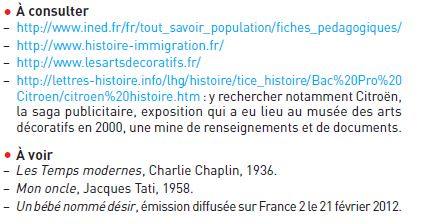 • À consulter
– http://www.ined.fr/fr/tout_savoir_population/fiches_pedagogiques/
– http://www.histoire-immigration.fr/
– http://www.lesartsdecoratifs.fr/
– http://lettres-histoire.info/lhg/histoire/tice_histoire/Bac%20Pro%20
Citroen/citroen%20histoire.htm : y rechercher notamment Citroën,
la saga publicitaire, exposition qui a eu lieu au musée des arts
décoratifs en 2000, une mine de renseignements et de documents.
• À voir
– Les Temps modernes, Charlie Chaplin, 1936.
– Mon oncle, Jacques Tati, 1958.
– Un bébé nommé désir, émission diffusée sur France 2 le 21 février 2012.